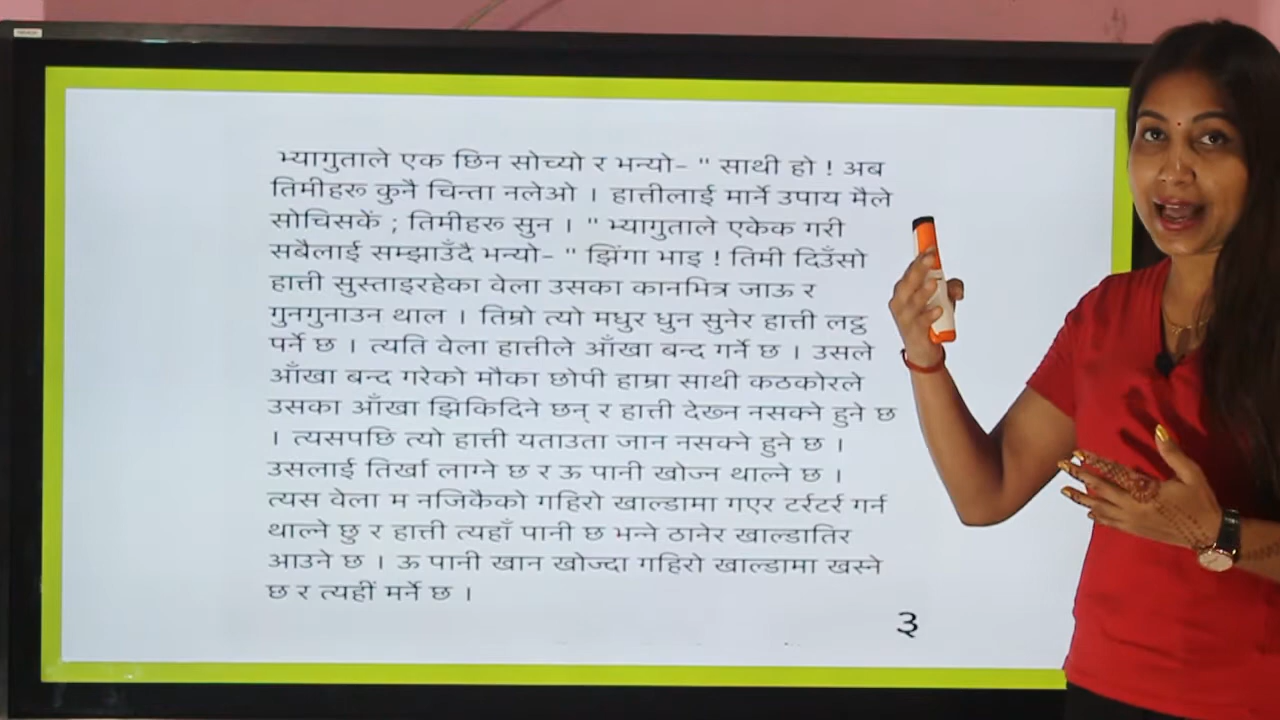 भ्यागुताले एक छिन सोच्यो र भन्यो- " साथी हो ! अब
तिमीहरू कुनै चिन्ता नलेओ । हात्तीलाई मार्ने उपाय मैले
सोचिसकें ; तिमीहरू सुन । " भ्यागुताले एकेक गरी
सबैलाई सम्झाउँदै भन्यो- " झिंगा भाइ ! तिमी दिउँसो
हात्ती सुस्ताइरहेका वेला उसका कानभित्र जाऊ र
गुनगुनाउन थाल । तिम्रो त्यो मधुर धुन सुनेर हात्ती लट्ठ
पर्ने छ । त्यति वेला हात्तीले आँखा बन्द गर्ने छ । उसले
आँखा बन्द गरेको मौका छोपी हाम्रा साथी कठकोरले
उसका आँखा झिकिदिने छन् र हात्ती देख्न नसक्ने हुने छ
। त्यसपछि त्यो हात्ती यताउता जान नसक्ने हुने छ ।
उसलाई तिर्खा लाग्ने छ र ऊ पानी खोज्न थाल्ने छ ।
त्यस वेला म नजिकैको गहिरो खाल्डामा गएर टर्रटर्र गर्न
थाल्ने छु र हात्ती त्यहाँ पानी छ भन्ने ठानेर खाल्डातिर
आउने छ । ऊ पानी खान खोज्दा गहिरो खाल्डामा खस्ने
छ र त्यहीं मर्ने छ ।
३